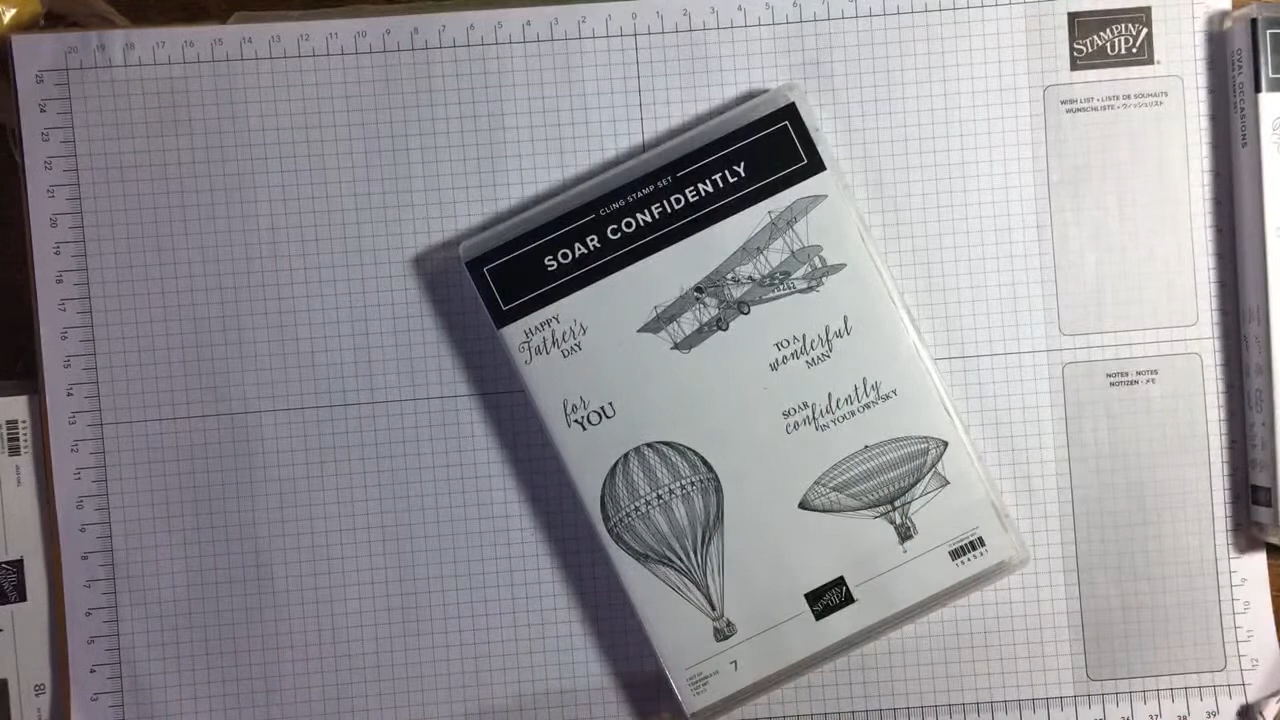 STAMPIN' UP!
WISH LIST • LISTE DE SOUHAITS
WUNSCHLISTE • ウィッシュリスト
NOTES • NOTES
NOTIZEN • メモ
OVAL OCCASIONS
CLING STAMP SET
SOAR CONFIDENTLY
HAPPY
Father's
DAY
TO A
wonderful
MAN
for
YOU
SOAR
confidently
IN YOUR OWN SKY
STAMPIN' UP!
154531
7